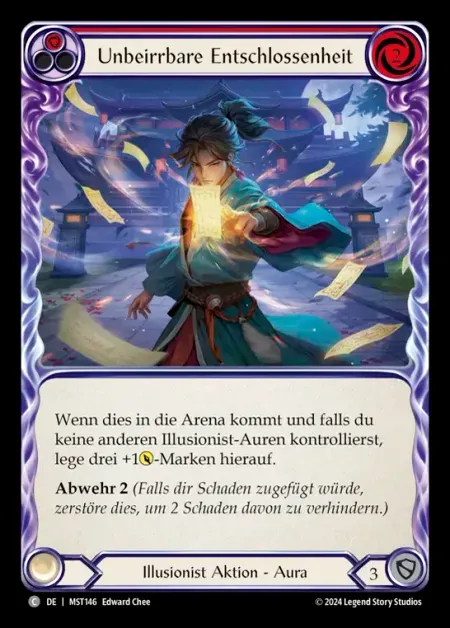 Unbeirrbare Entschlossenheit
2
Wenn dies in die Arena kommt und falls du
keine anderen Illusionist-Auren kontrollierst,
lege drei +1-Marken hierauf.
Abwehr 2 (Falls dir Schaden zugefügt würde,
zerstöre dies, um 2 Schaden davon zu verhindern.)
Illusionist Aktion - Aura
3
C DE | MST146 Edward Chee
© 2024 Legend Story Studios